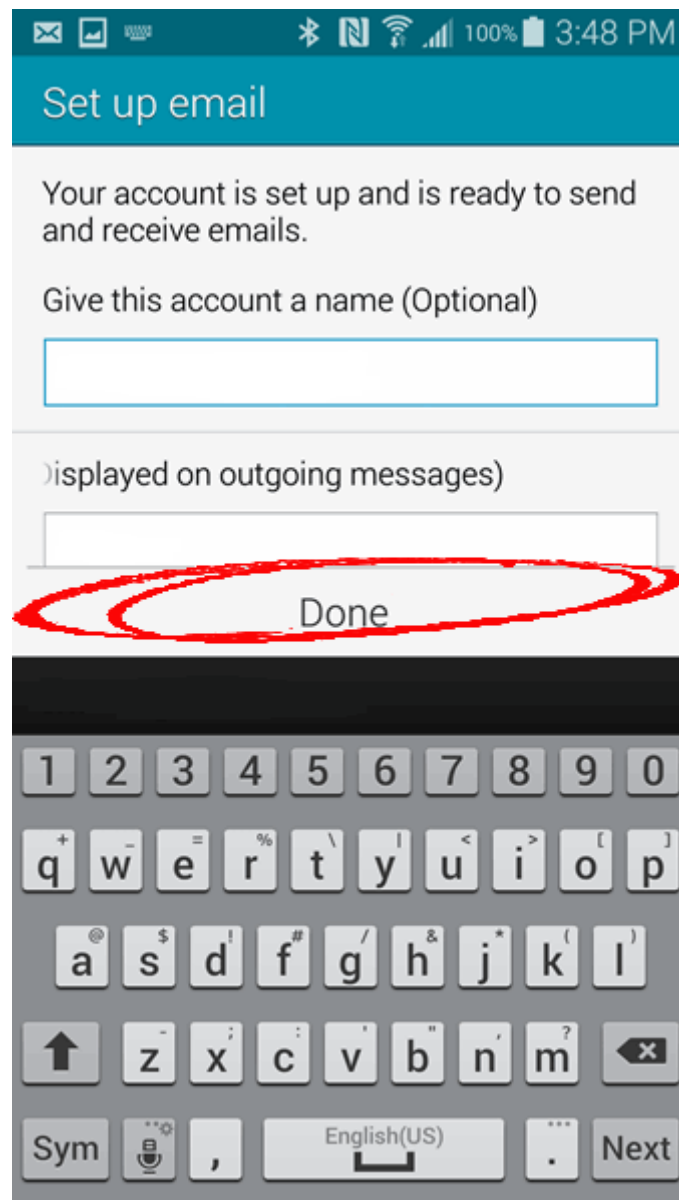 100% 3:48 PM
Set up email
Your account is set up and is ready to send
and receive emails.
Give this account a name (Optional)
isplayed on outgoing messages)
Done
1 2 3 4 5 6 7 8 9 0
+ _ = % \ | < > [ ]
q w e r t y u i o p
@ $ ! # / & * ( )
a s d f g h j k l
- ; : ' " , ?
z x c v b n m
English(US)
Sym , . Next